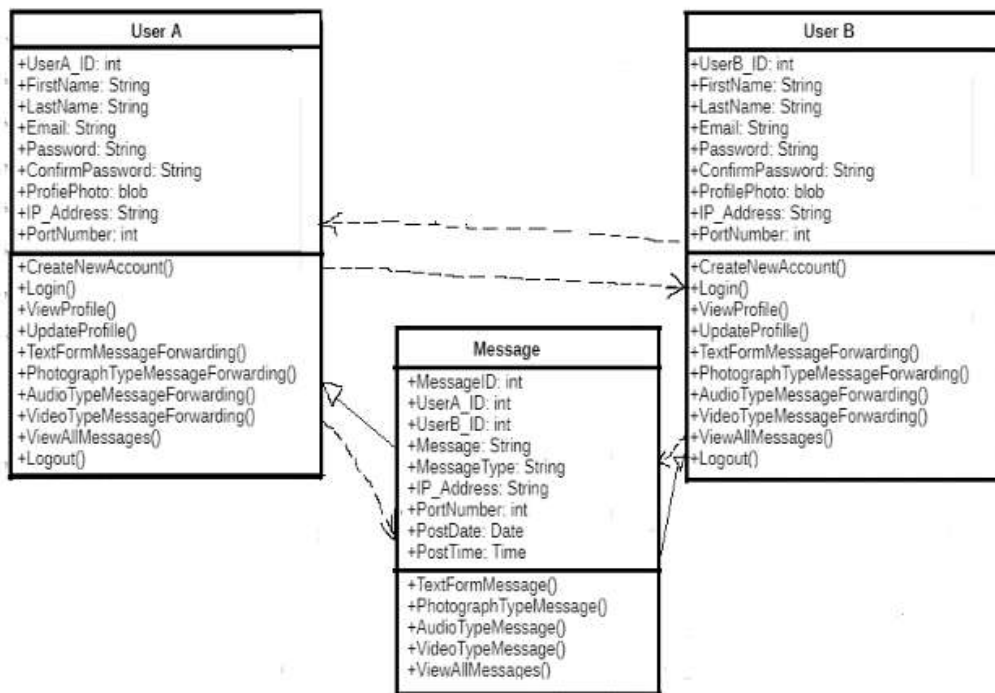 User A
+UserA_ID: int
+FirstName: String
+LastName: String
+Email: String
+Password: String
+ConfirmPassword: String
+ProfiePhoto: blob
+IP_Address: String
+PortNumber: int
+CreateNewAccount()
+Login()
+ViewProfile()
+UpdateProfille()
+TextFormMessageForwarding()
+PhotographTypeMessageForwarding()
+AudioTypeMessageForwarding()
+VideoTypeMessageForwarding()
+ViewAllMessages()
+Logout()
User B
+UserB_ID: int
+FirstName: String
+LastName: String
+Email: String
+Password: String
+ConfirmPassword: String
+ProfilePhoto: blob
+IP_Address: String
+PortNumber: int
+CreateNewAccount()
+Login()
+ViewProfile()
+UpdateProfille()
+TextFormMessageForwarding()
+PhotographTypeMessageForwarding()
+AudioTypeMessageForwarding()
+VideoTypeMessageForwarding()
+ViewAllMessages()
+Logout()
Message
+MessageID: int
+UserA_ID: int
+UserB_ID: int
+Message: String
+MessageType: String
+IP_Address: String
+PortNumber: int
+PostDate: Date
+PostTime: Time
+TextFormMessage()
+PhotographTypeMessage()
+AudioTypeMessage()
+VideoTypeMessage()
+ViewAllMessages()